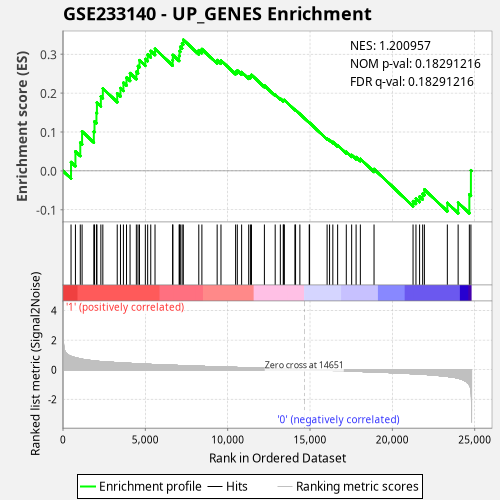 GSE233140 - UP_GENES Enrichment
NES: 1.200957
NOM p-val: 0.18291216
FDR q-val: 0.18291216
Enrichment score (ES)
0.3
0.2
0.1
0.0
-0.1
'1' (positively correlated)
Ranked list metric (Signal2Noise)
4
2
0
-2
Zero cross at 14651
'0' (negatively correlated)
0
5,000
10,000
15,000
20,000
25,000
Rank in Ordered Dataset
Enrichment profile
Hits
Ranking metric scores